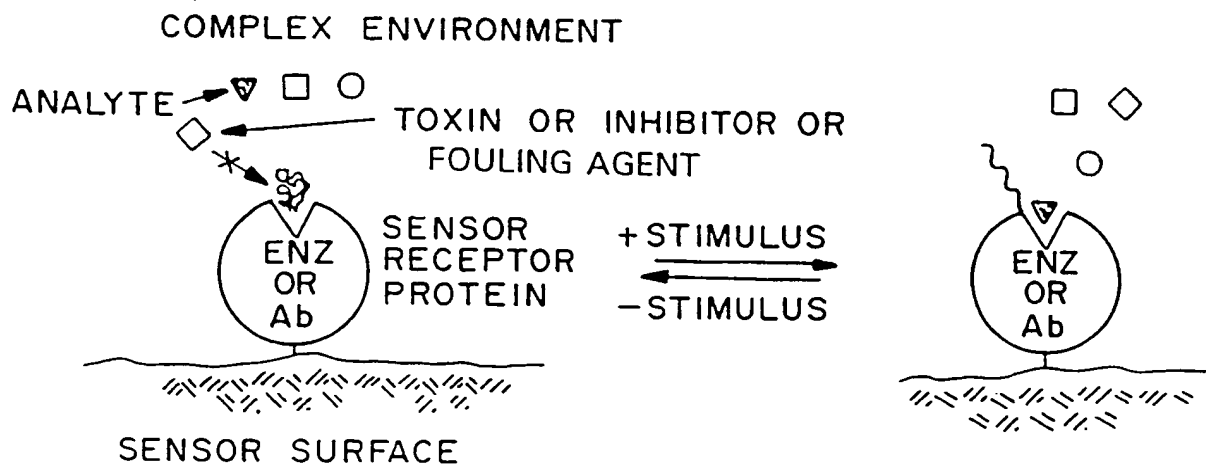 COMPLEX ENVIRONMENT
ANALYTE
TOXIN OR INHIBITOR OR
FOULING AGENT
SENSOR
RECEPTOR
PROTEIN
ENZ
OR
Ab
+STIMULUS
−STIMULUS
ENZ
OR
Ab
SENSOR SURFACE